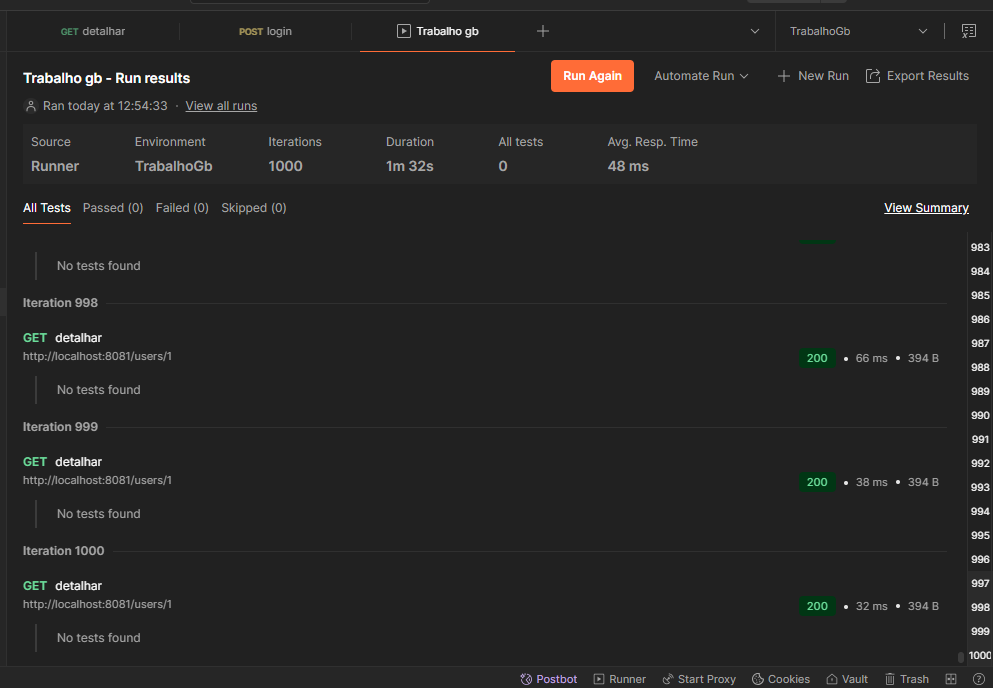 GET detalhar
POST login
Trabalho gb
TrabalhoGb
Trabalho gb - Run results
Run Again
Automate Run
New Run
Export Results
Ran today at 12:54:33 · View all runs
Source Environment Iterations Duration All tests Avg. Resp. Time
Runner TrabalhoGb 1000 1m 32s 0 48 ms
All Tests Passed (0) Failed (0) Skipped (0) View Summary
No tests found
Iteration 998
GET detalhar
http://localhost:8081/users/1
200 • 66 ms • 394 B
No tests found
Iteration 999
GET detalhar
http://localhost:8081/users/1
200 • 38 ms • 394 B
No tests found
Iteration 1000
GET detalhar
http://localhost:8081/users/1
200 • 32 ms • 394 B
No tests found
983
984
985
986
987
988
989
990
991
992
993
994
995
996
997
998
999
1000
Postbot Runner Start Proxy Cookies Vault Trash